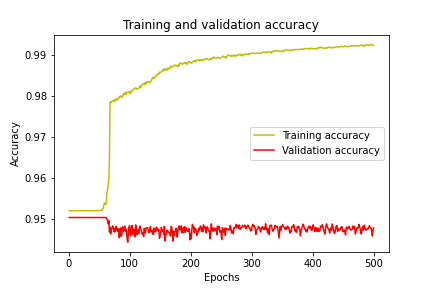 Training and validation accuracy
0.99
0.98
0.97
0.96
0.95
Accuracy
Training accuracy
Validation accuracy
0
100
200
300
400
500
Epochs